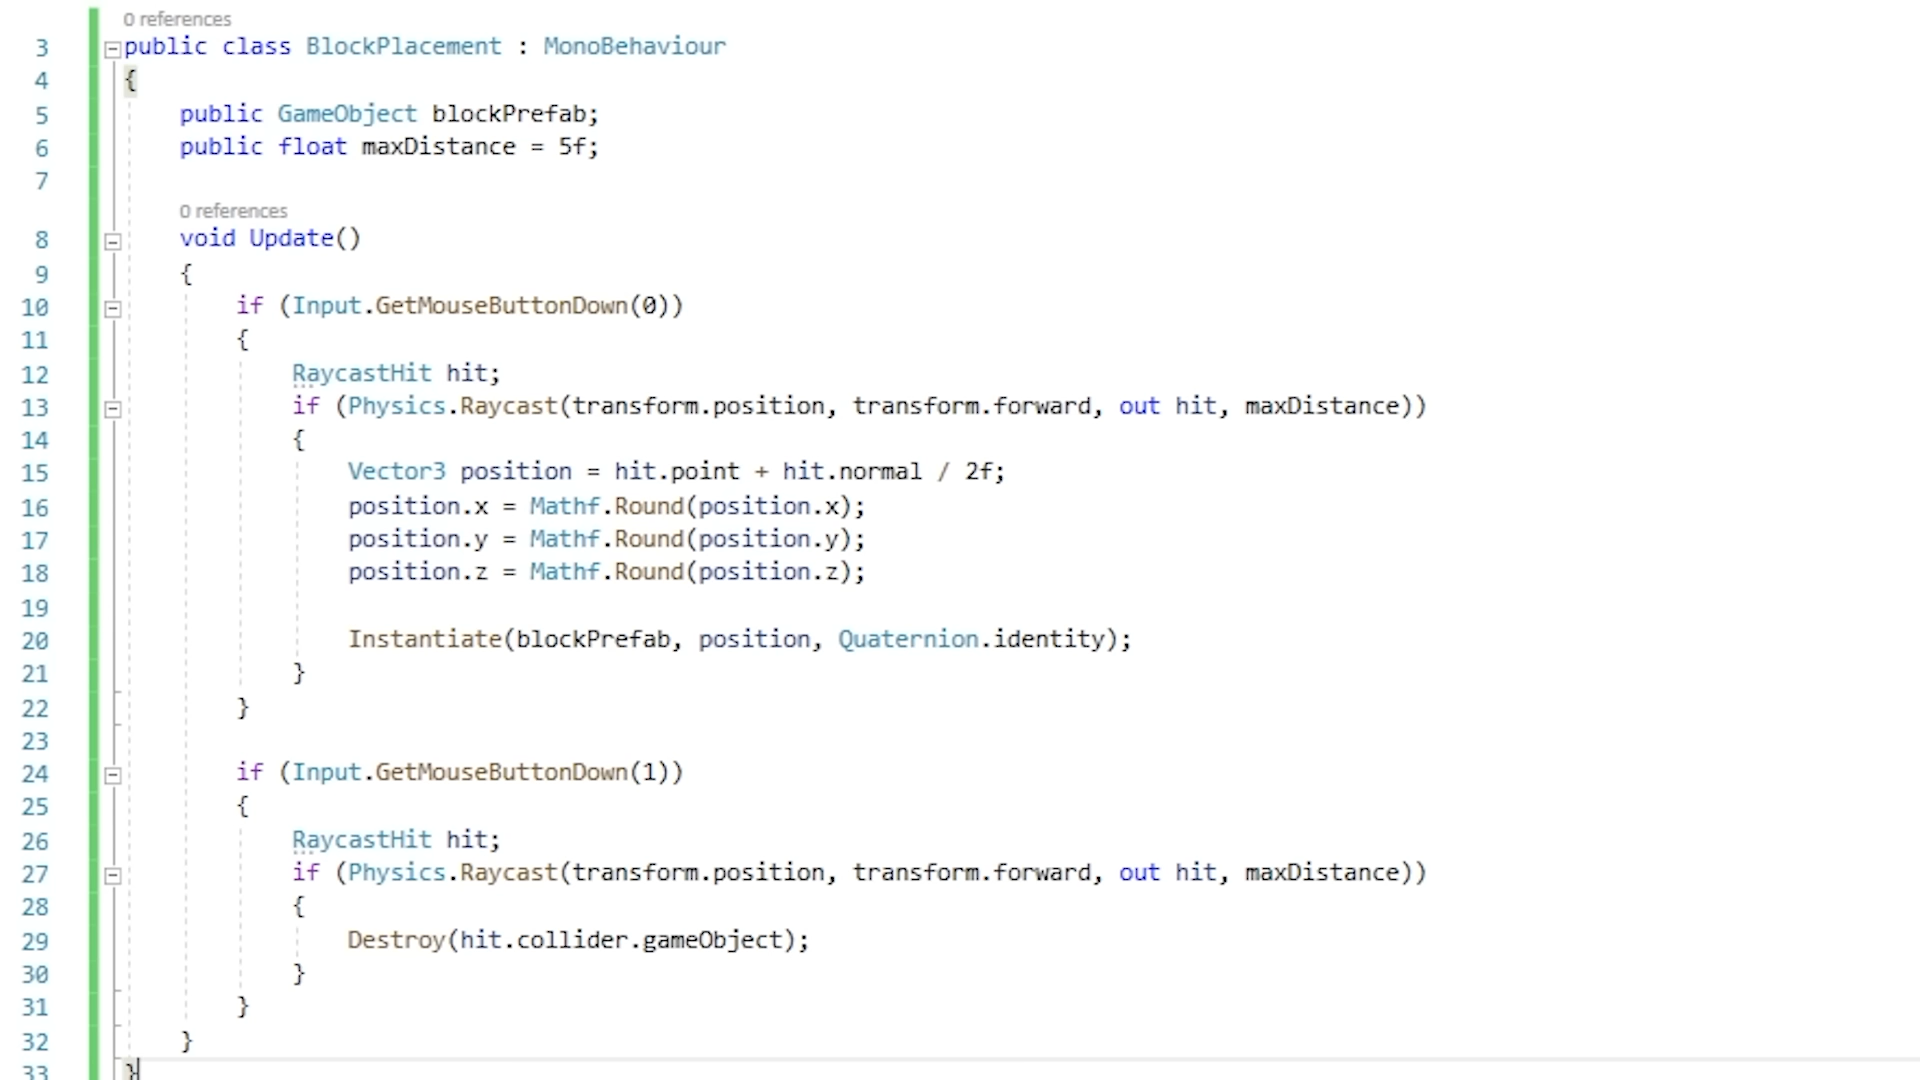 0 references
3 public class BlockPlacement : MonoBehaviour
4 {
5 public GameObject blockPrefab;
6 public float maxDistance = 5f;
7
0 references
8 void Update()
9 {
10 if (Input.GetMouseButtonDown(0))
11 {
12 RaycastHit hit;
13 if (Physics.Raycast(transform.position, transform.forward, out hit, maxDistance))
14 {
15 Vector3 position = hit.point + hit.normal / 2f;
16 position.x = Mathf.Round(position.x);
17 position.y = Mathf.Round(position.y);
18 position.z = Mathf.Round(position.z);
19
20 Instantiate(blockPrefab, position, Quaternion.identity);
21 }
22 }
23
24 if (Input.GetMouseButtonDown(1))
25 {
26 RaycastHit hit;
27 if (Physics.Raycast(transform.position, transform.forward, out hit, maxDistance))
28 {
29 Destroy(hit.collider.gameObject);
30 }
31 }
32 }
33 }